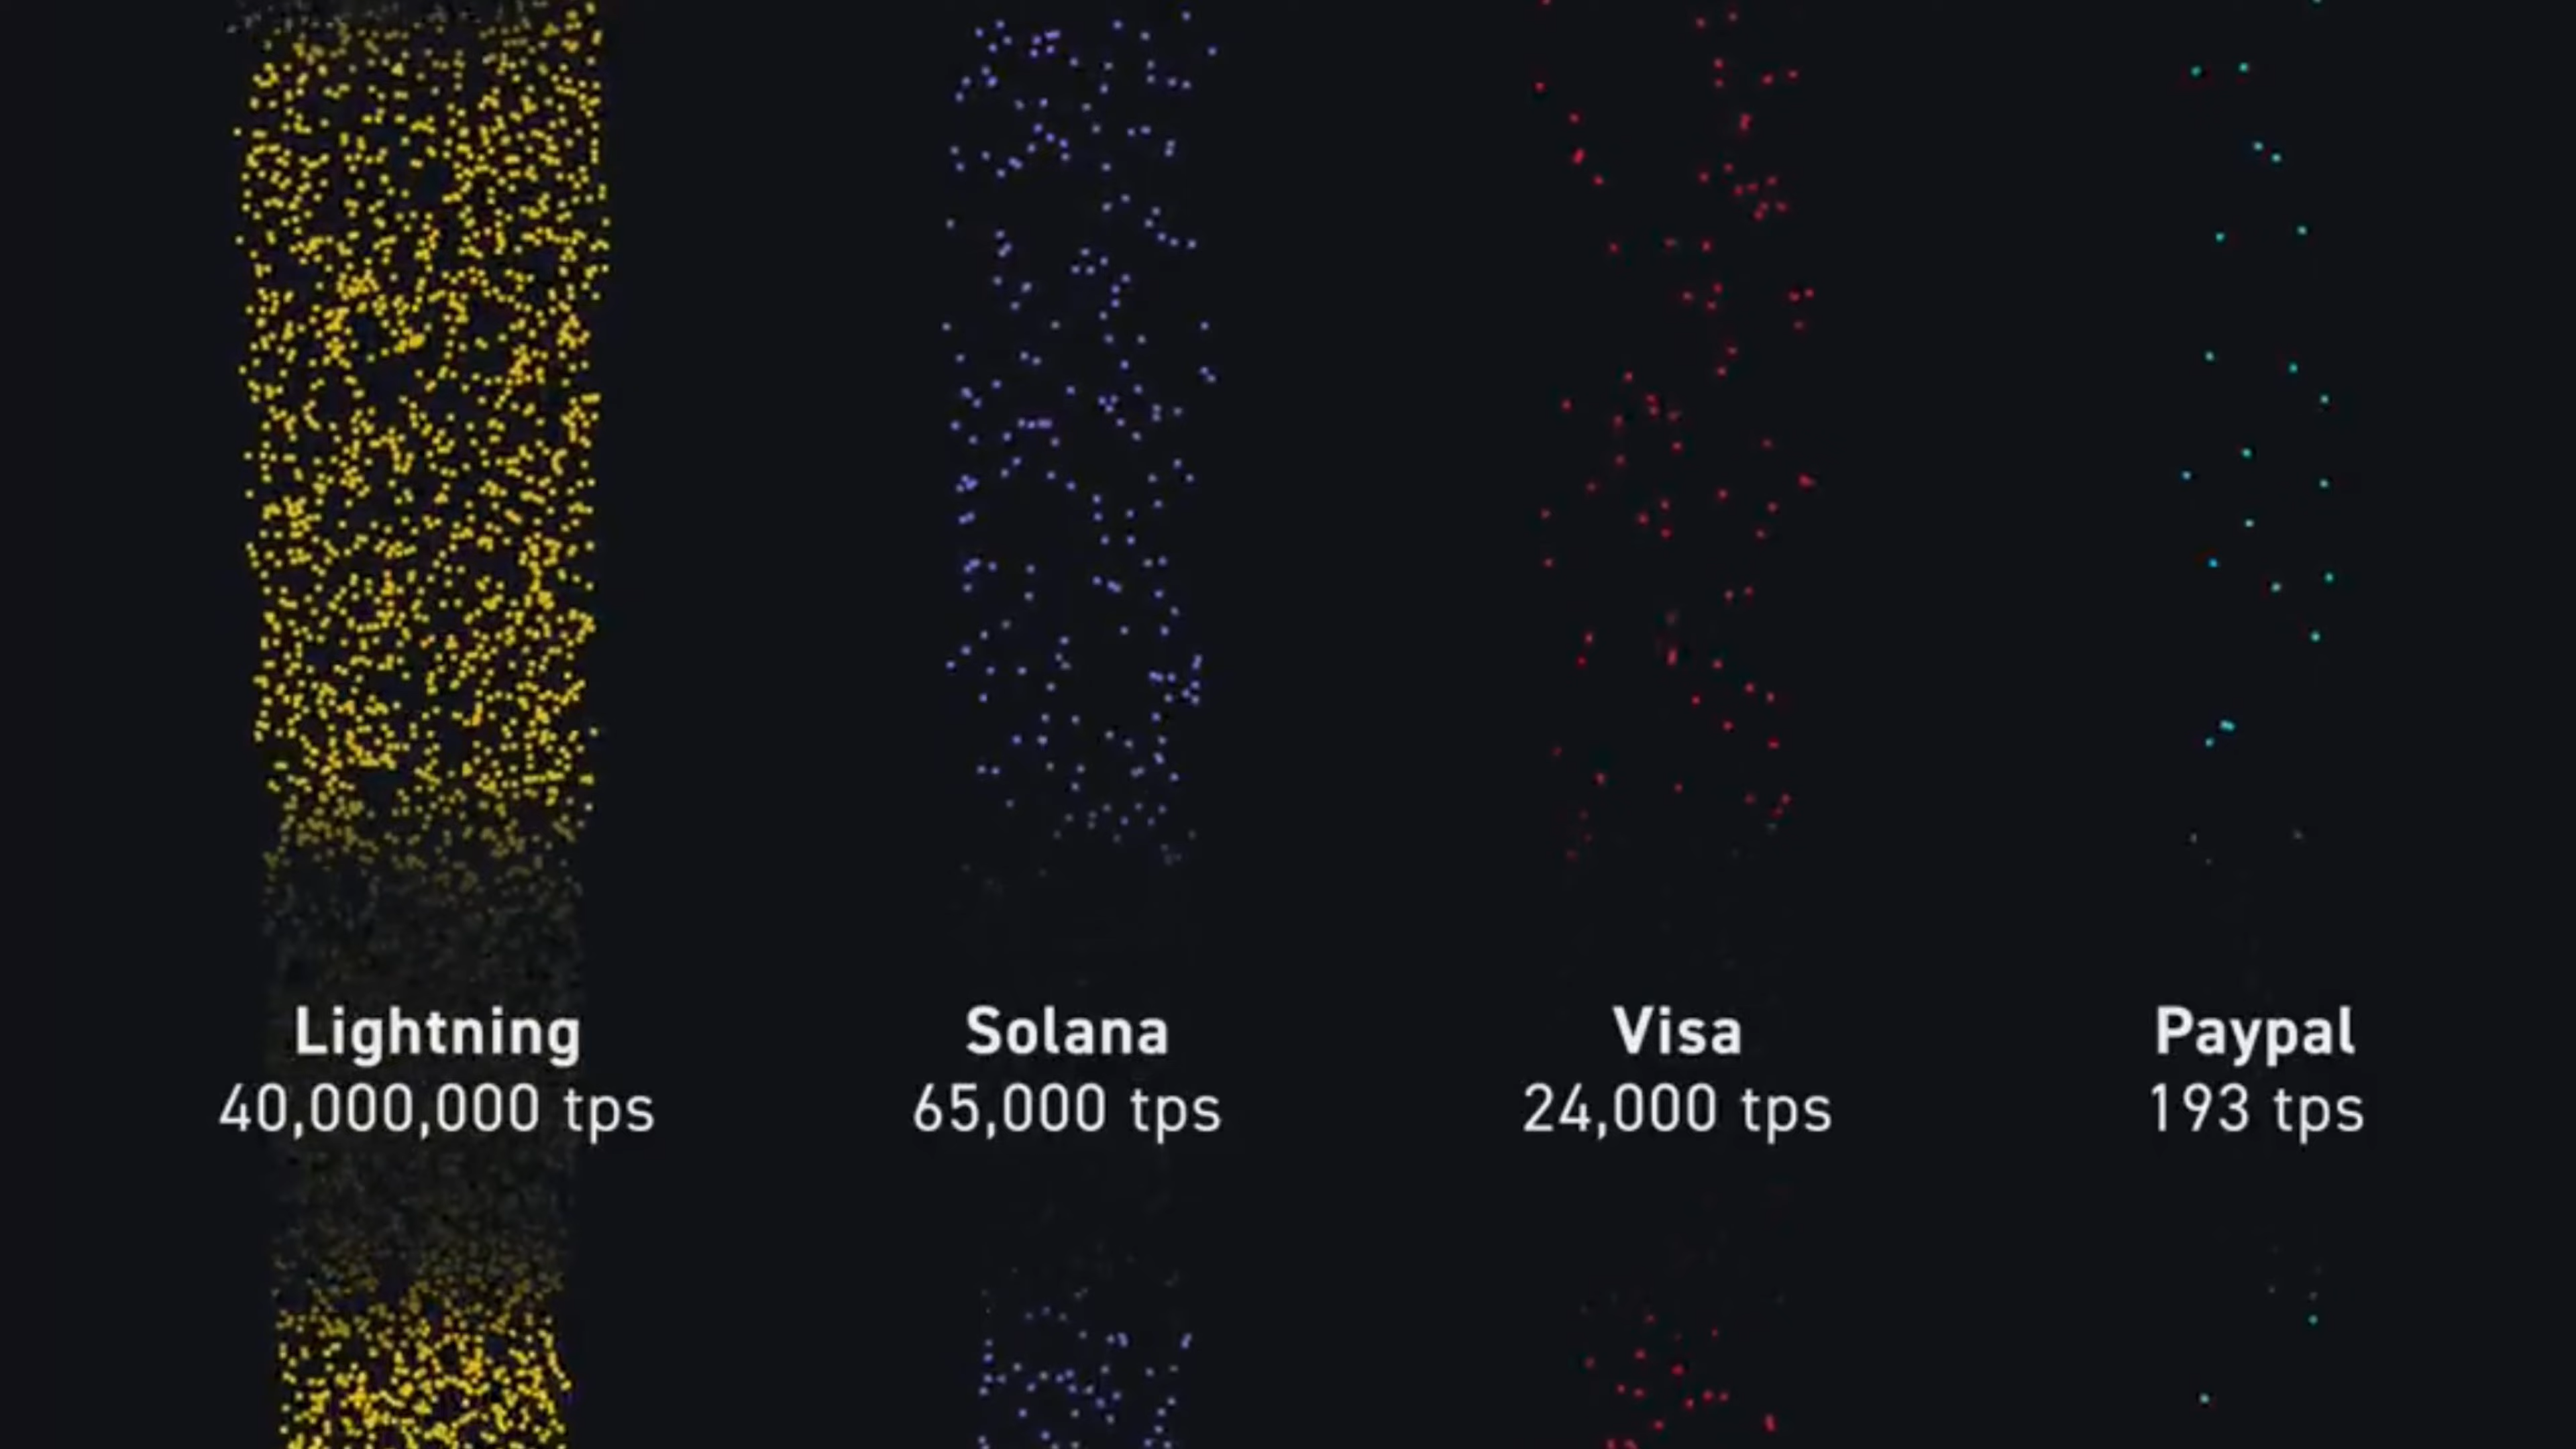 Lightning
40,000,000 tps
Solana
65,000 tps
Visa
24,000 tps
Paypal
193 tps